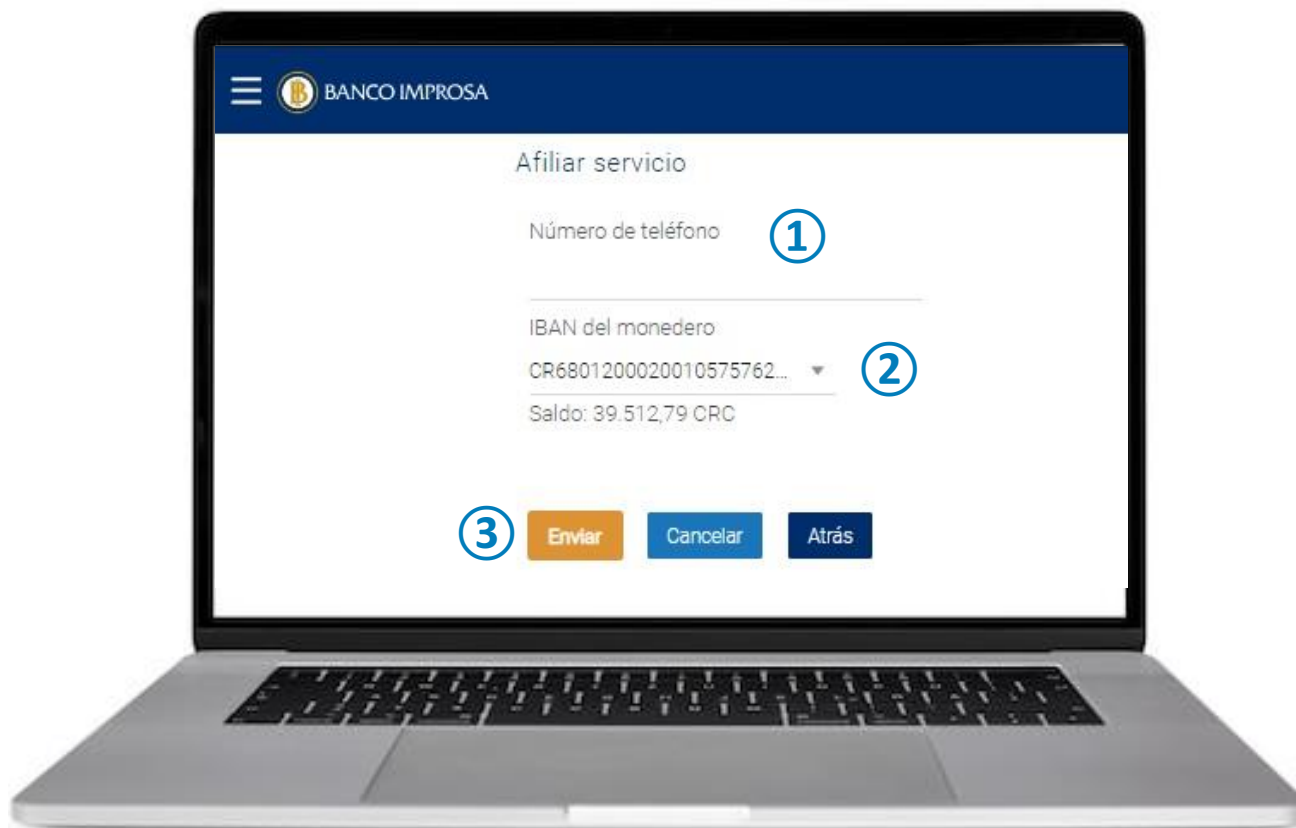 BANCO IMPROSA
Afiliar servicio
Número de teléfono
1
IBAN del monedero
CR6801200020010575762...
2
Saldo: 39.512,79 CRC
3
Enviar
Cancelar
Atrás